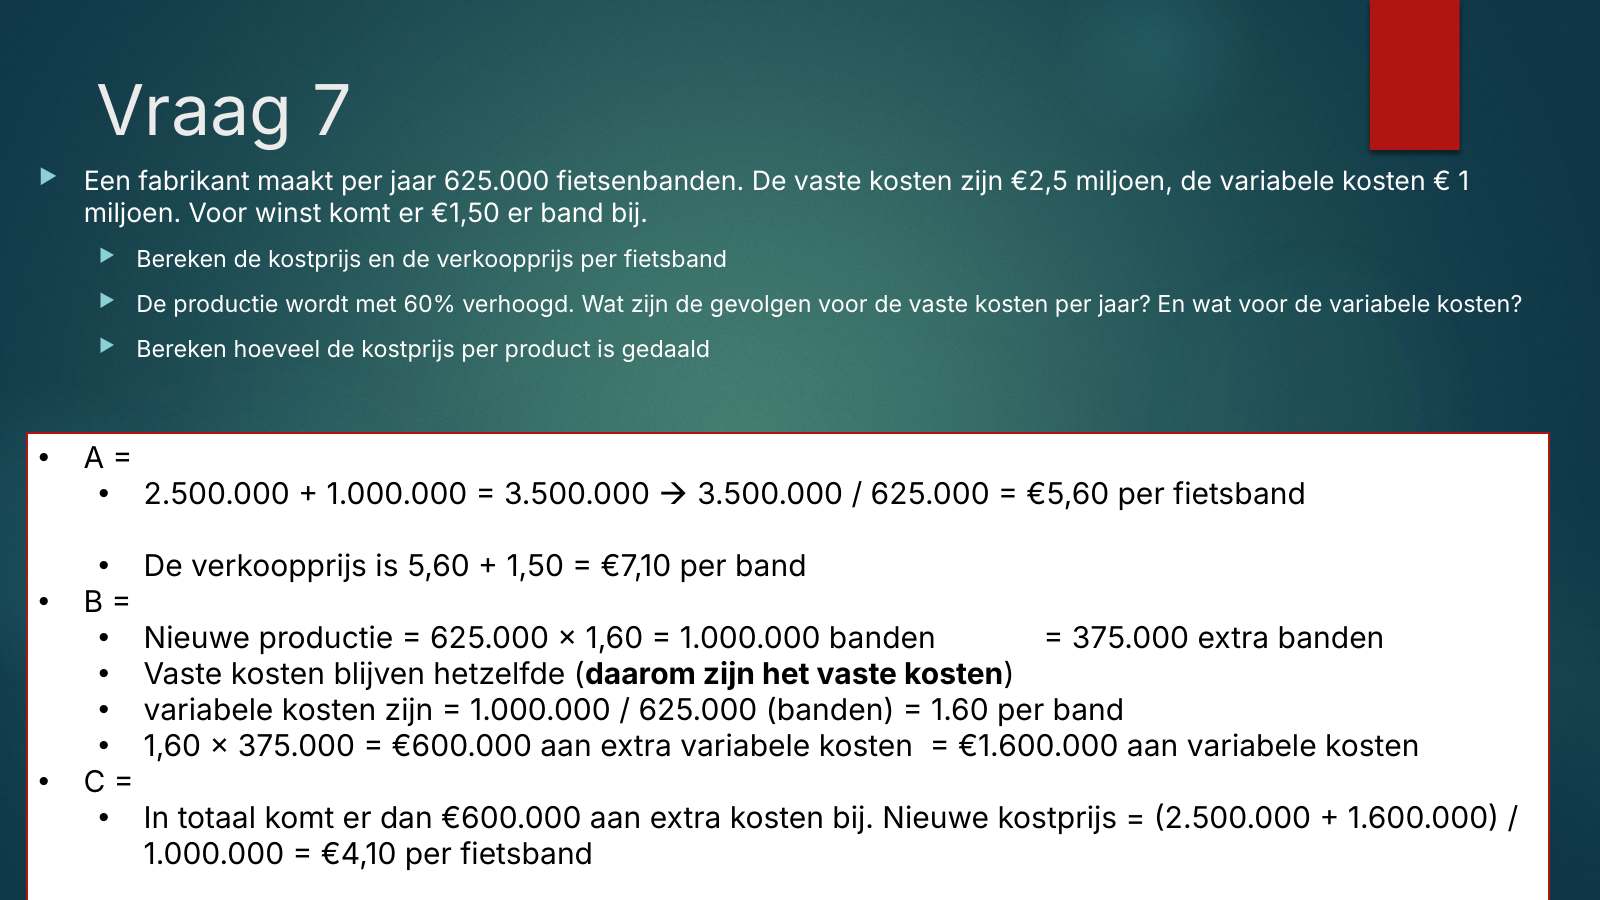 Vraag 7
Een fabrikant maakt per jaar 625.000 fietsenbanden. De vaste kosten zijn €2,5 miljoen, de variabele kosten € 1
miljoen. Voor winst komt er €1,50 er band bij.
Bereken de kostprijs en de verkoopprijs per fietsband
De productie wordt met 60% verhoogd. Wat zijn de gevolgen voor de vaste kosten per jaar? En wat voor de variabele kosten?
Bereken hoeveel de kostprijs per product is gedaald
• A =
• 2.500.000 + 1.000.000 = 3.500.000 → 3.500.000 / 625.000 = €5,60 per fietsband
• De verkoopprijs is 5,60 + 1,50 = €7,10 per band
• B =
• Nieuwe productie = 625.000 × 1,60 = 1.000.000 banden = 375.000 extra banden
• Vaste kosten blijven hetzelfde (daarom zijn het vaste kosten)
• variabele kosten zijn = 1.000.000 / 625.000 (banden) = 1.60 per band
• 1,60 × 375.000 = €600.000 aan extra variabele kosten = €1.600.000 aan variabele kosten
• C =
• In totaal komt er dan €600.000 aan extra kosten bij. Nieuwe kostprijs = (2.500.000 + 1.600.000) /
1.000.000 = €4,10 per fietsband